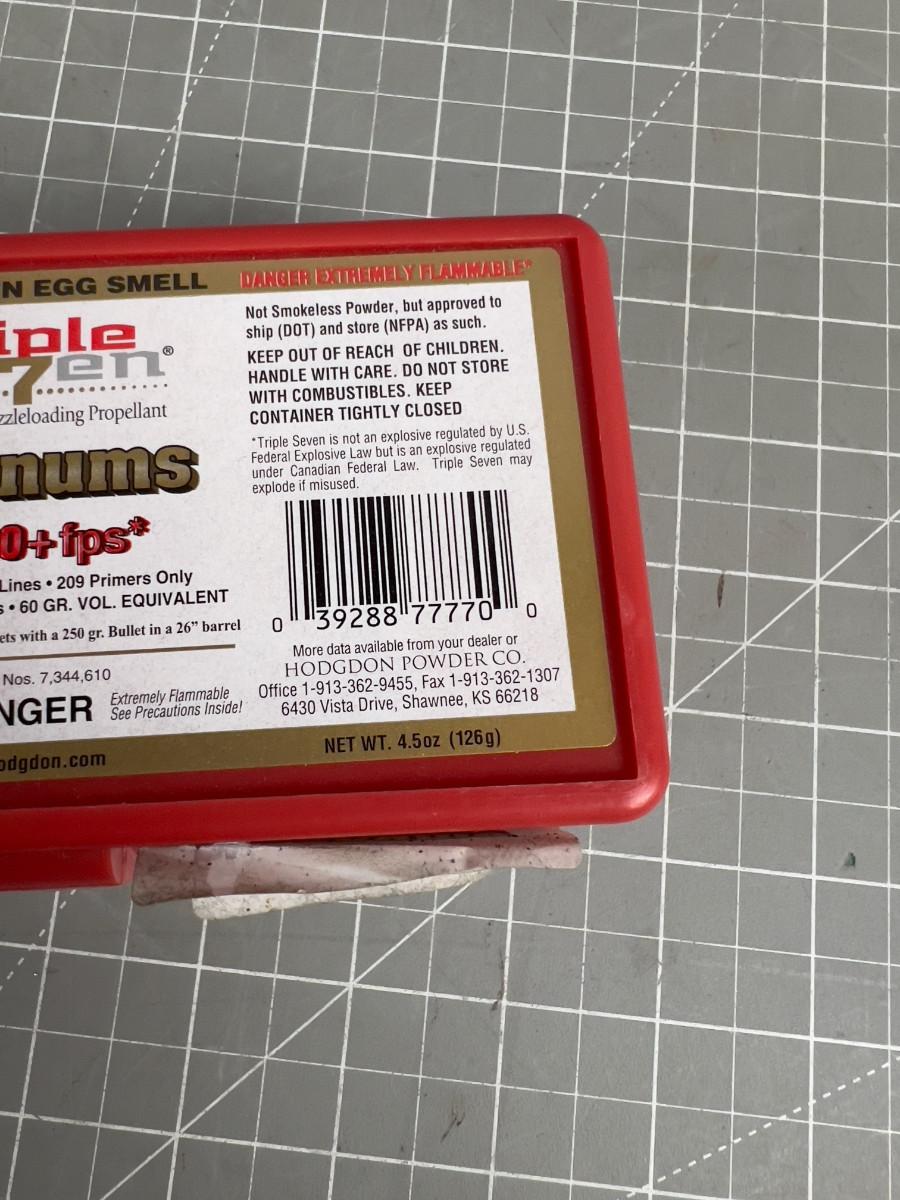 N EGG SMELL
DANGER EXTREMELY FLAMMABLE*
iple
7en®
zzleloading Propellant
nums
0+fps*
Lines • 209 Primers Only
s • 60 GR. VOL. EQUIVALENT
ets with a 250 gr. Bullet in a 26” barrel
Nos. 7,344,610
NGER
Extremely Flammable
See Precautions Inside!
odgdon.com
Not Smokeless Powder, but approved to
ship (DOT) and store (NFPA) as such.
KEEP OUT OF REACH OF CHILDREN.
HANDLE WITH CARE. DO NOT STORE
WITH COMBUSTIBLES. KEEP
CONTAINER TIGHTLY CLOSED
*Triple Seven is not an explosive regulated by U.S.
Federal Explosive Law but is an explosive regulated
under Canadian Federal Law. Triple Seven may
explode if misused.
0 39288 77770 0
More data available from your dealer or
HODGDON POWDER CO.
Office 1-913-362-9455, Fax 1-913-362-1307
6430 Vista Drive, Shawnee, KS 66218
NET WT. 4.5oz (126g)